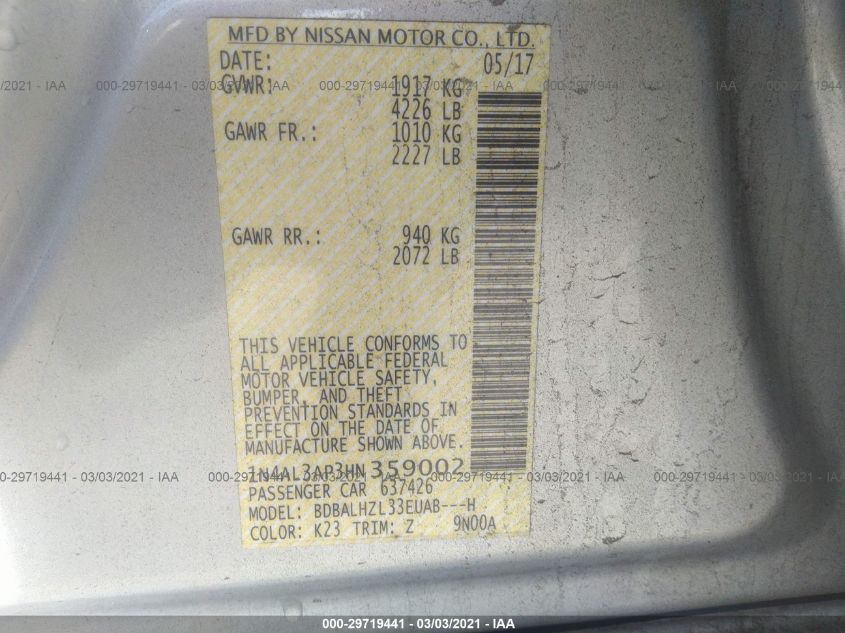 MFD BY NISSAN MOTOR CO., LTD.
DATE: 05/17
GVWR: 1917 KG
4226 LB
GAWR FR.: 1010 KG
2227 LB
GAWR RR.: 940 KG
2072 LB
THIS VEHICLE CONFORMS TO
ALL APPLICABLE FEDERAL
MOTOR VEHICLE SAFETY,
BUMPER, AND THEFT
PREVENTION STANDARDS IN
EFFECT ON THE DATE OF
MANUFACTURE SHOWN ABOVE.
1N4AL3AP3HN359002
PASSENGER CAR 637426
MODEL: BDBALHZL33EUAB---H
COLOR: K23 TRIM: Z 9N00A
000-29719441 - 03/03/2021 - IAA